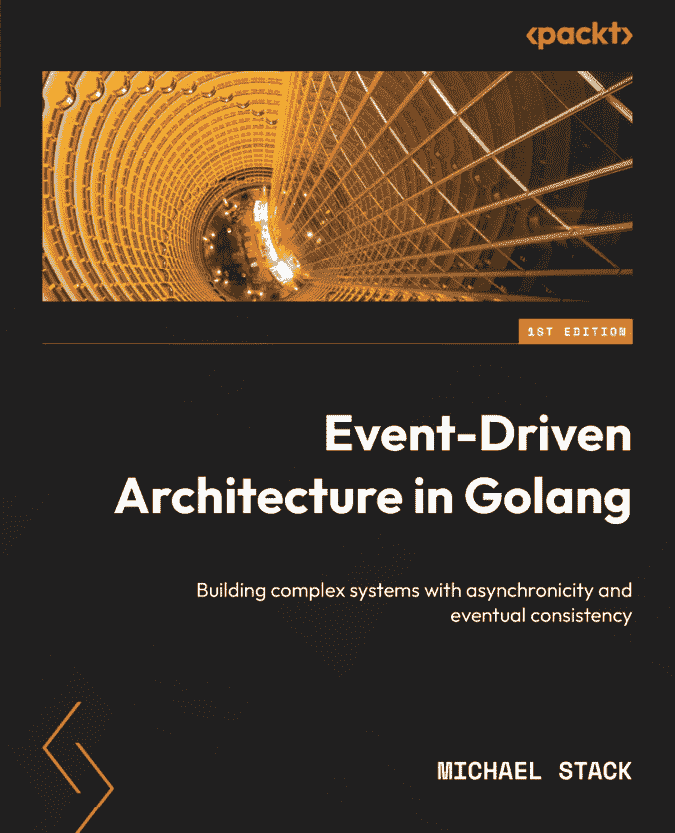 <packt>
1ST EDITION
Event-Driven
Architecture in Golang
Building complex systems with asynchronicity and
eventual consistency
MICHAEL STACK